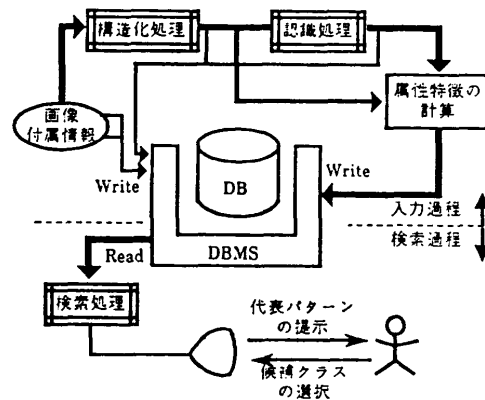 構造化処理
認識処理
画像
付属情報
属性特徴の
計算
Write
DB
Write
入力過程
検索過程
Read
DBMS
検索処理
代表パターン
の提示
候補クラス
の選択